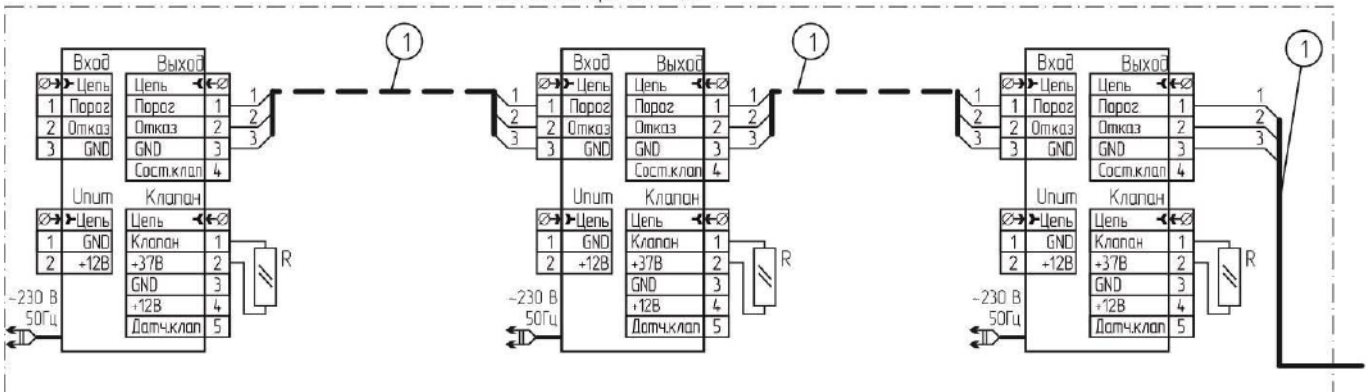 1 1 1
Вход Выход Вход Выход Вход Выход
Цепь Цепь Цепь Цепь Цепь Цепь
1 Порог Порог 1 1 1 1 Порог Порог 1 1 1 1 Порог Порог 1 1
2 Отказ Отказ 2 2 2 2 Отказ Отказ 2 2 2 2 Отказ Отказ 2 2
3 GND GND 3 3 3 3 GND GND 3 3 3 3 GND GND 3 3
Сост.клап 4 Сост.клап 4 Сост.клап 4
Uпит Клапан Uпит Клапан Uпит Клапан
Цепь Цепь Цепь Цепь Цепь Цепь
1 GND Клапан 1 1 GND Клапан 1 1 GND Клапан 1
2 +12В +37В 2 R 2 +12В +37В 2 R 2 +12В +37В 2 R
GND 3 GND 3 GND 3
~230 В +12В 4 ~230 В +12В 4 ~230 В +12В 4
50Гц Датч.клап 5 50Гц Датч.клап 5 50Гц Датч.клап 5